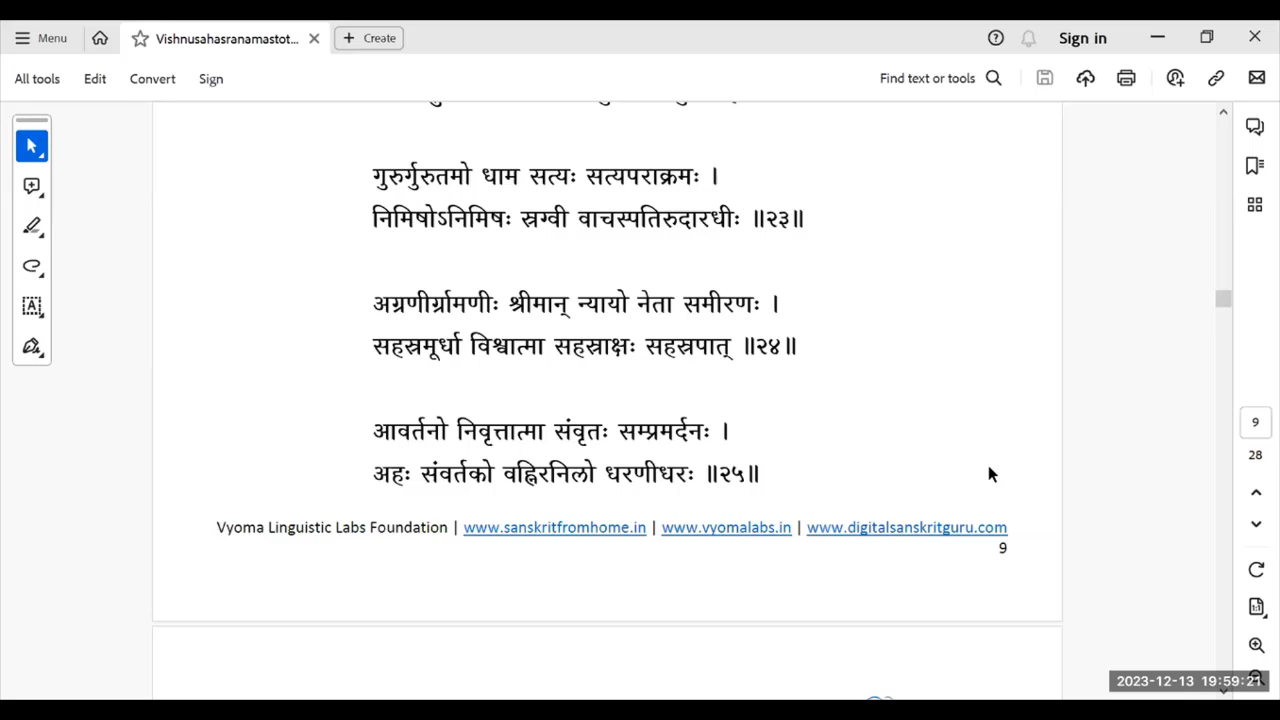 Menu
Vishnusahasranamastot...
+ Create
Sign in
All tools
Edit
Convert
Sign
Find text or tools
गुरुर्गुरुतमो धाम सत्यः सत्यपराक्रमः ।
निमिषोऽनिमिषः स्रग्वी वाचस्पतिरुदारधीः ॥२३॥
अग्रणीर्ग्रामणीः श्रीमान् न्यायो नेता समीरणः ।
सहस्रमूर्धा विश्वात्मा सहस्राक्षः सहस्रपात् ॥२४॥
आवर्तनो निवृत्तात्मा संवृतः सम्प्रमर्दनः ।
अहः संवर्तको वह्निरनिलो धरणीधरः ॥२५॥
Vyoma Linguistic Labs Foundation | www.sanskritfromhome.in | www.vyomalabs.in | www.digitalsanskritguru.com
9
9
28
2023-12-13 19:59:21